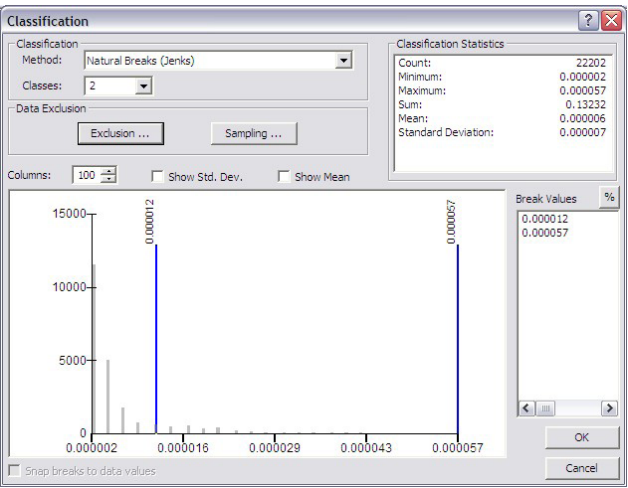 Classification
Classification
Method: Natural Breaks (Jenks)
Classes: 2
Data Exclusion
Exclusion ... Sampling ...
Classification Statistics
Count: 22202
Minimum: 0.000002
Maximum: 0.000057
Sum: 0.13232
Mean: 0.000006
Standard Deviation: 0.000007
Columns: 100 Show Std. Dev. Show Mean
Break Values %
0.000012
0.000057
15000
10000
5000
0
0.000012
0.000057
0.000002 0.000016 0.000029 0.000043 0.000057
Snap breaks to data values
OK
Cancel